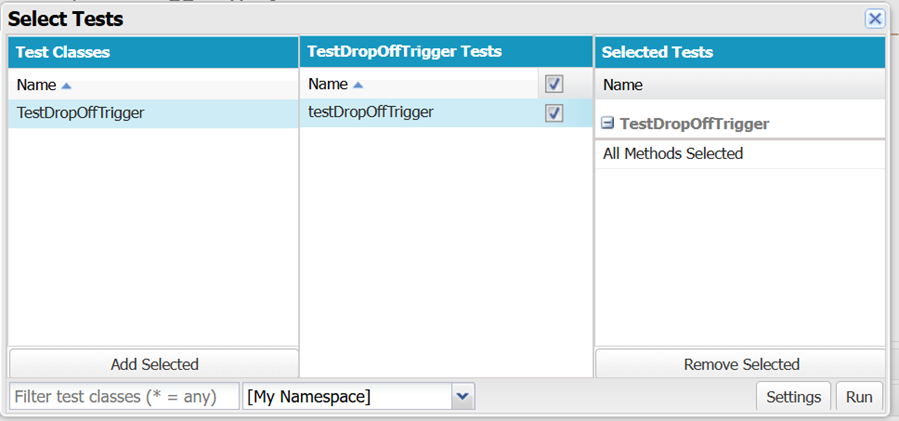 Select Tests
Test Classes
TestDropOffTrigger Tests
Selected Tests
Name
Name
Name
TestDropOffTrigger
testDropOffTrigger
TestDropOffTrigger
All Methods Selected
Add Selected
Remove Selected
Filter test classes (* = any)
[My Namespace]
Settings
Run